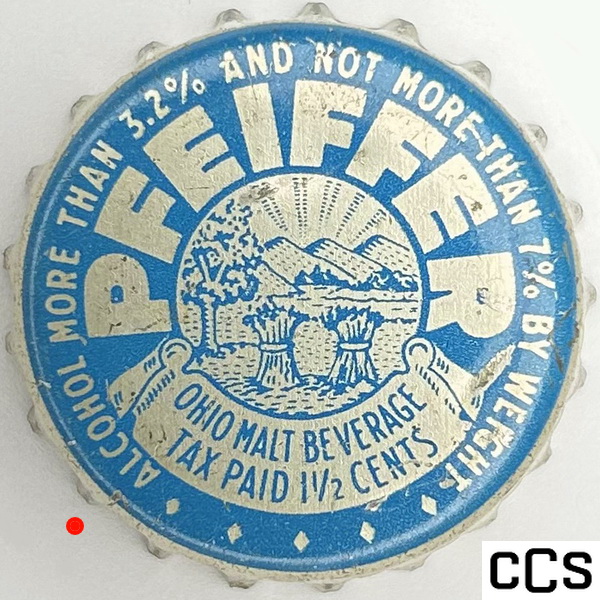 ALCOHOL MORE THAN 3.2% AND NOT MORE THAN 7% BY WEIGHT
PFEIFFER
OHIO MALT BEVERAGE
TAX PAID 1½ CENTS
CCS